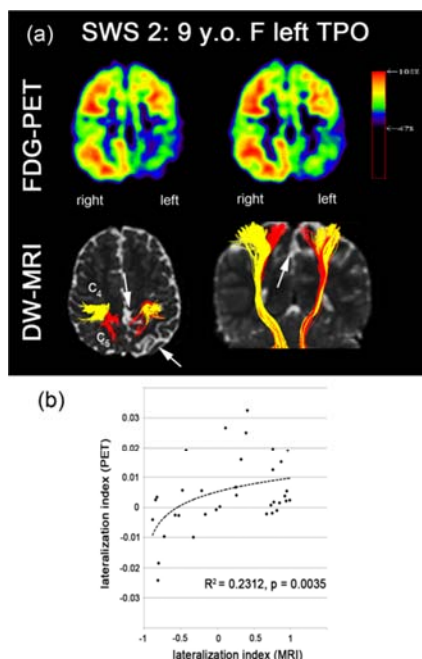 (a) SWS 2: 9 y.o. F left TPO
FDG-PET
right left right left
DW-MRI
C4
C5
(b)
lateralization index (PET)
0.03
0.02
0.01
0
-0.01
-0.02
-0.03
R² = 0.2312, p = 0.0035
-1 -0.5 0 0.5 1
lateralization index (MRI)